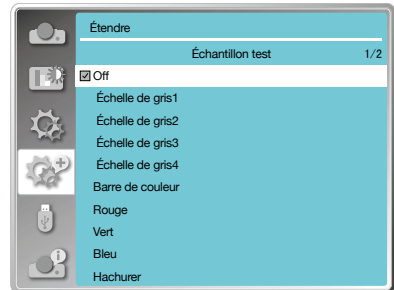 Étendre
Échantillon test 1/2
Off
Échelle de gris1
Échelle de gris2
Échelle de gris3
Échelle de gris4
Barre de couleur
Rouge
Vert
Bleu
Hachurer